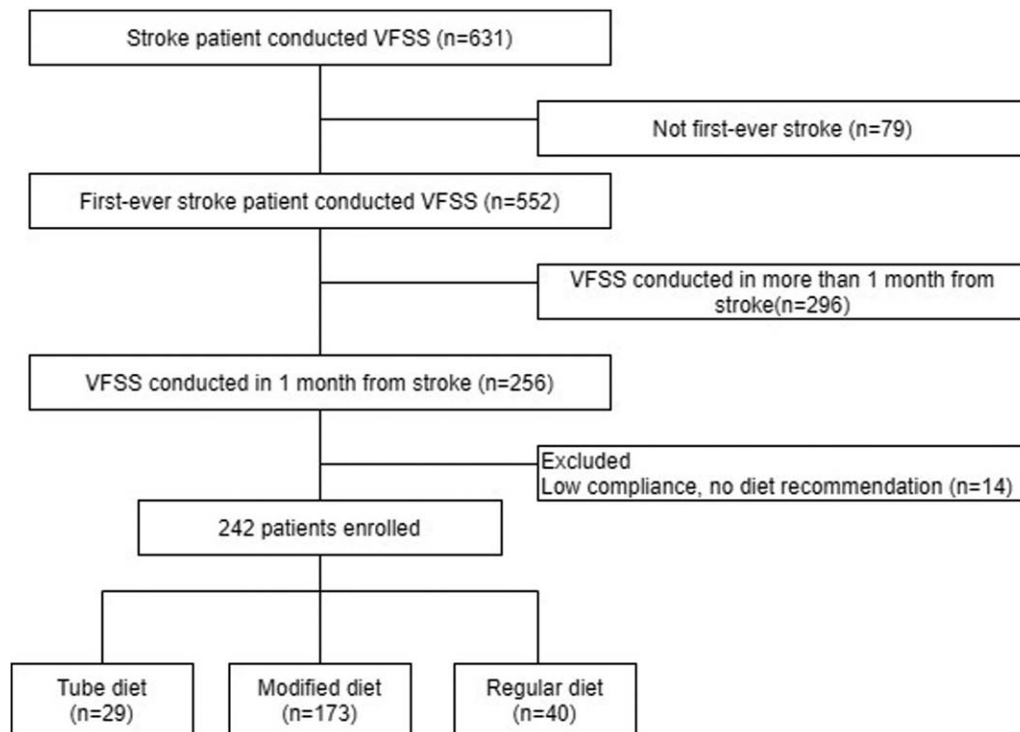 Stroke patient conducted VFSS (n=631)
Not first-ever stroke (n=79)
First-ever stroke patient conducted VFSS (n=552)
VFSS conducted in more than 1 month from
stroke(n=296)
VFSS conducted in 1 month from stroke (n=256)
Excluded
Low compliance, no diet recommendation (n=14)
242 patients enrolled
Tube diet
(n=29)
Modified diet
(n=173)
Regular diet
(n=40)